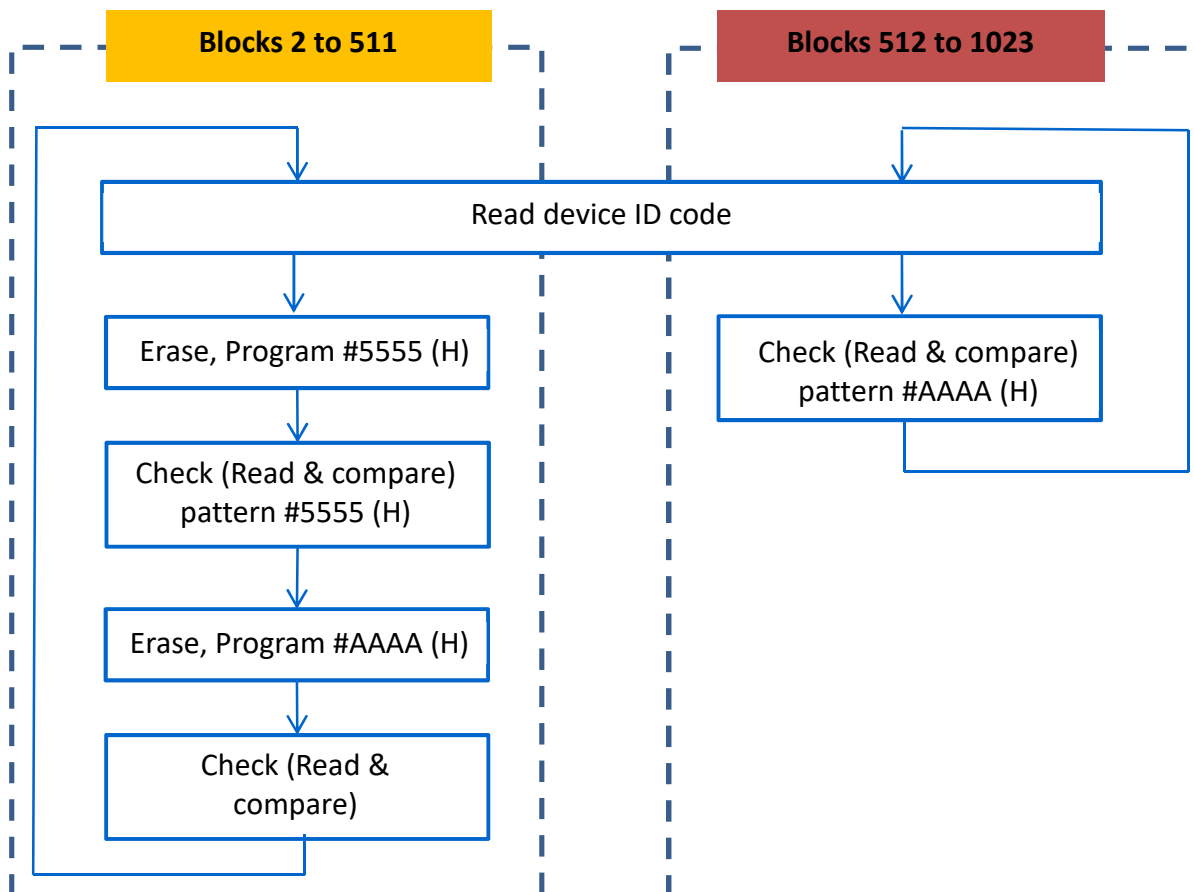 Blocks 2 to 511
Blocks 512 to 1023
Read device ID code
Erase, Program #5555 (H)
Check (Read & compare)
pattern #5555 (H)
Erase, Program #AAAA (H)
Check (Read &
compare)
Check (Read & compare)
pattern #AAAA (H)